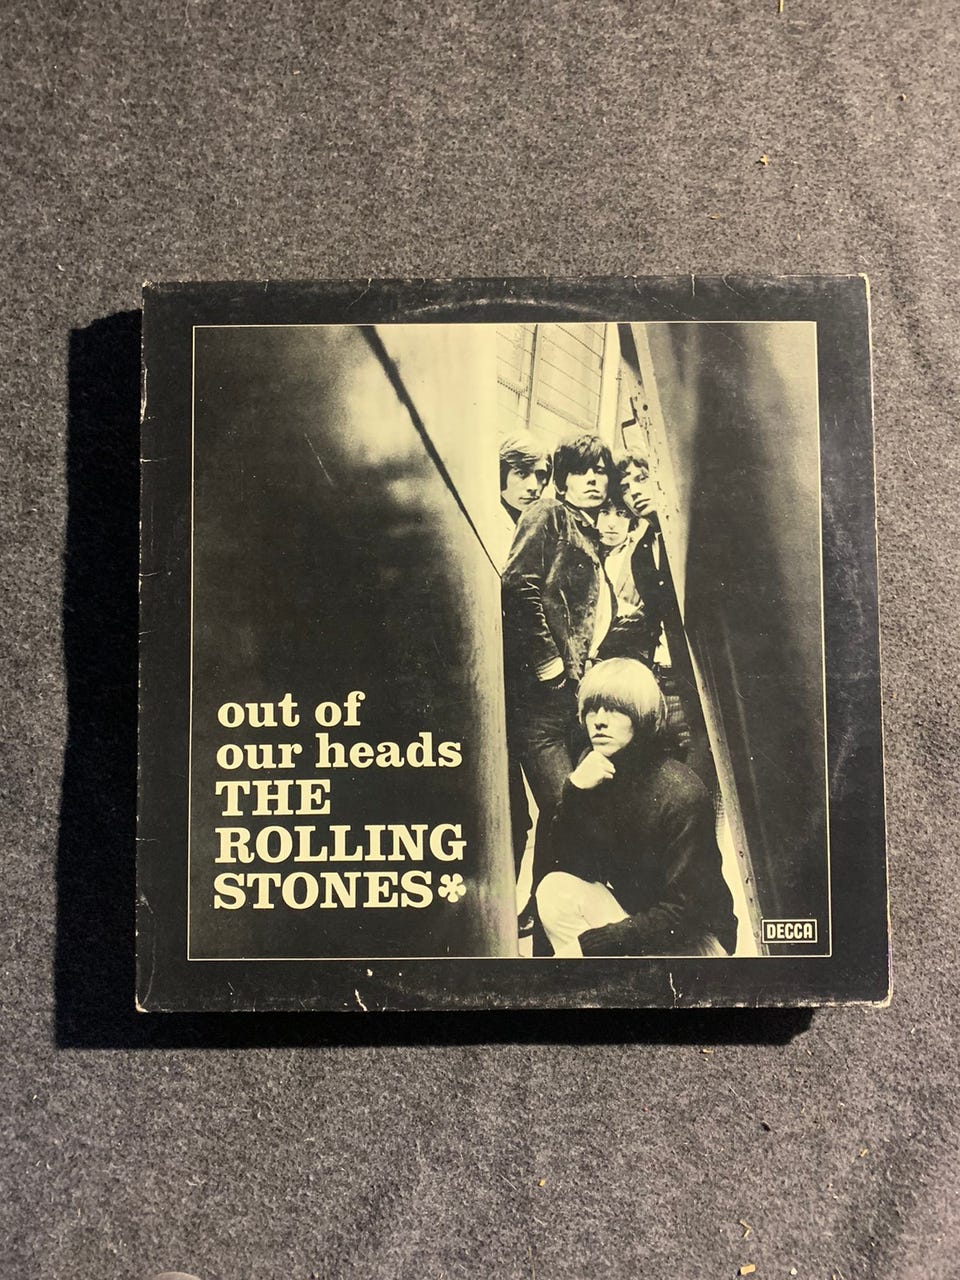 out of
our heads
THE
ROLLING
STONES*
DECCA